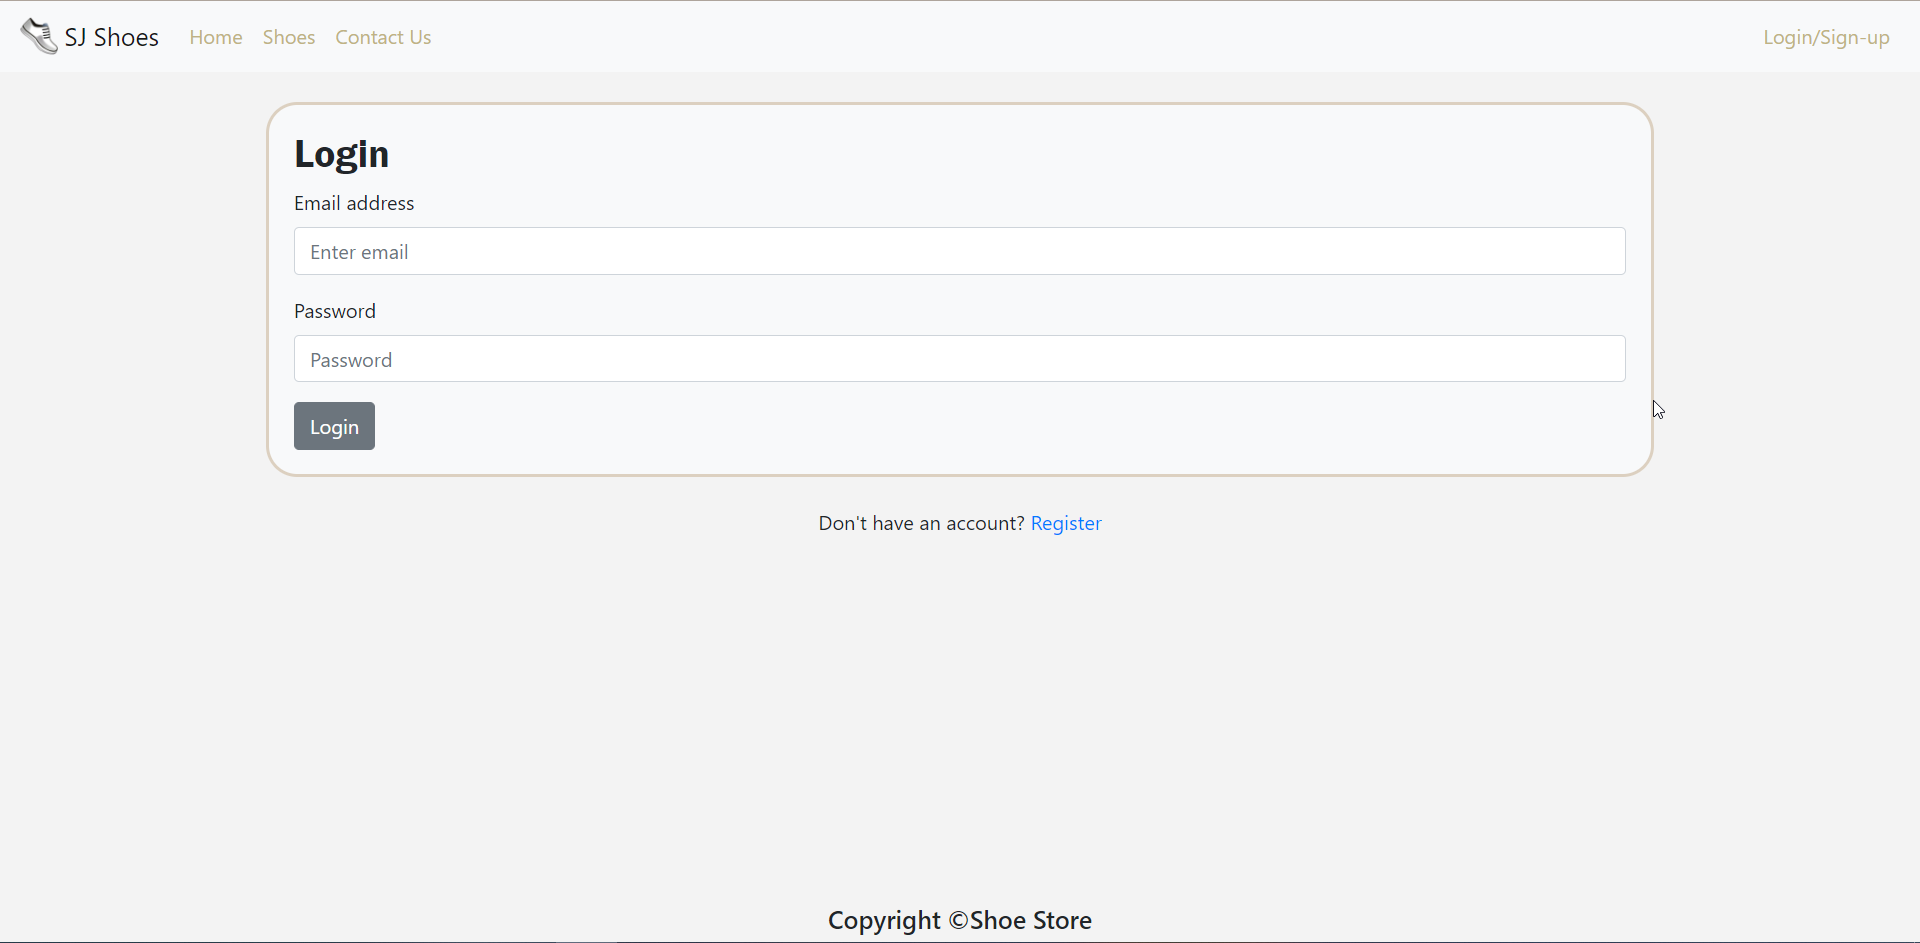 SJ Shoes Home Shoes Contact Us Login/Sign-up
Login
Email address
Enter email
Password
Password
Login
Don't have an account? Register
Copyright ©Shoe Store